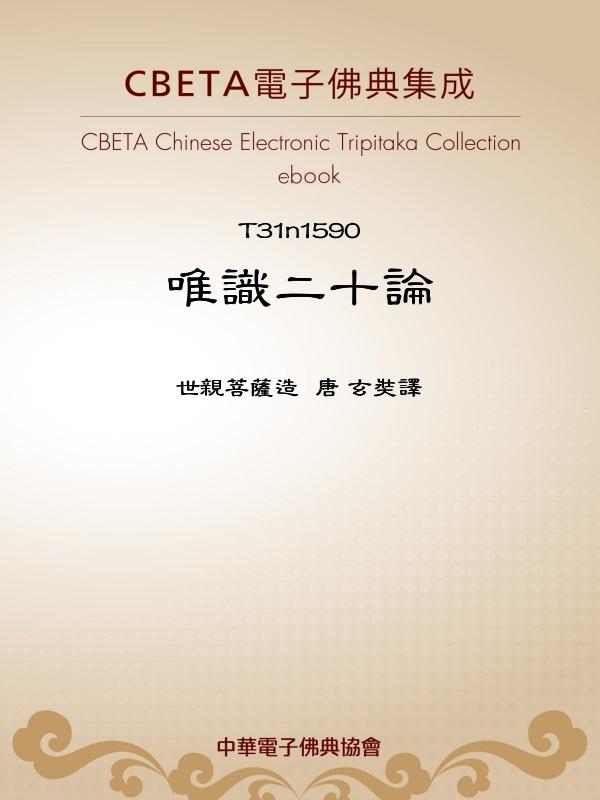 CBETA電子佛典集成
CBETA Chinese Electronic Tripitaka Collection
ebook
T31n1590
唯識二十論
世親菩薩造 唐 玄奘譯
中華電子佛典協會